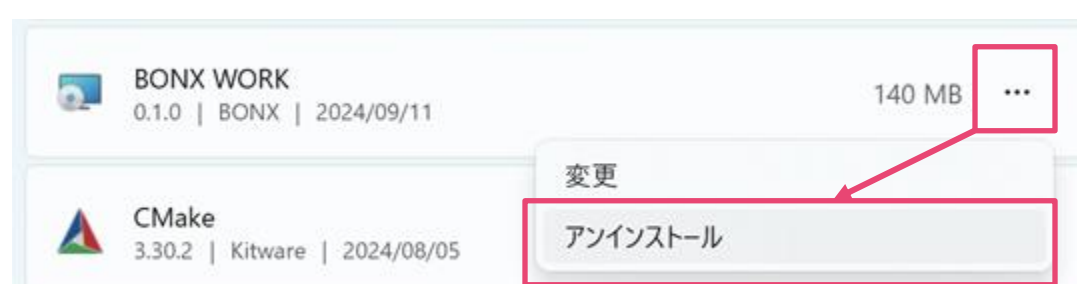 BONX WORK
0.1.0 | BONX | 2024/09/11
140 MB
変更
アンインストール
CMake
3.30.2 | Kitware | 2024/08/05